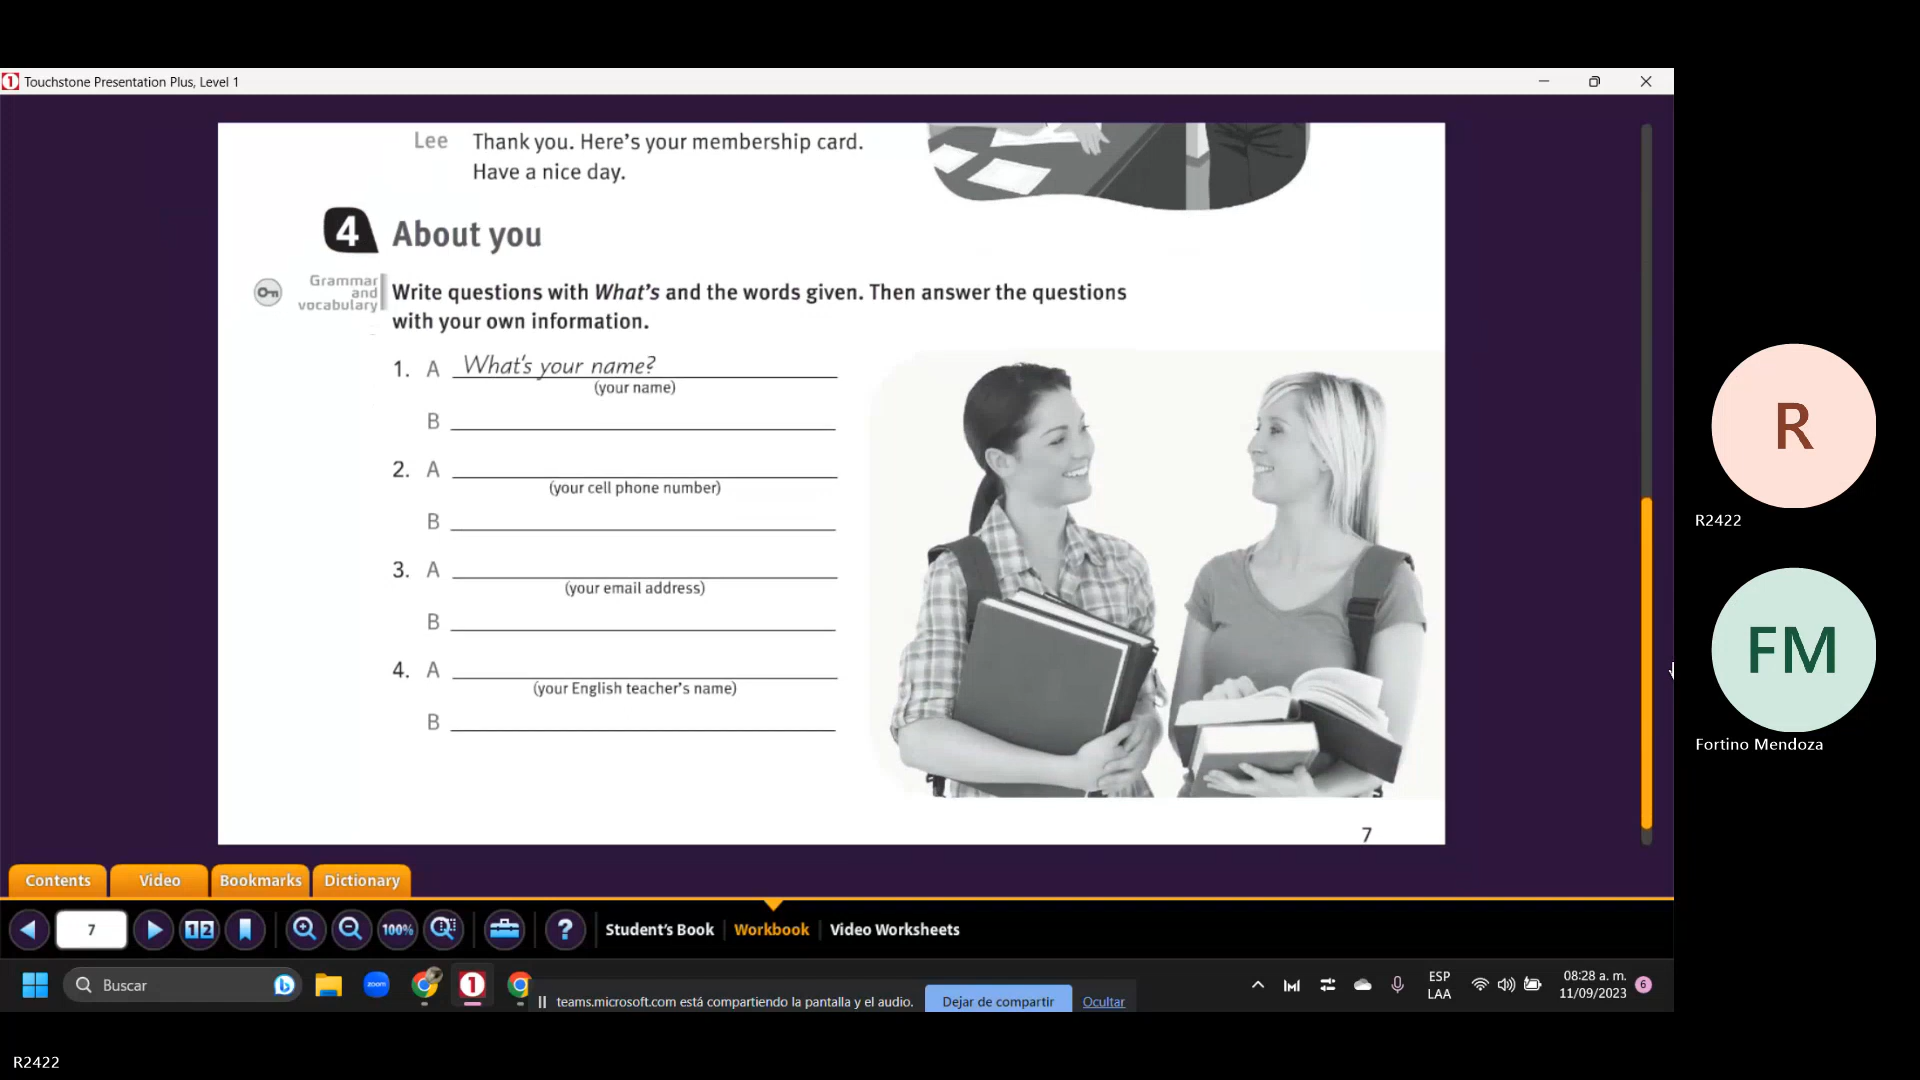 Touchstone Presentation Plus, Level 1
Lee Thank you. Here's your membership card.
Have a nice day.
4 About you
Grammar
and
vocabulary
Write questions with What's and the words given. Then answer the questions
with your own information.
1. A What's your name?
(your name)
B
2. A
(your cell phone number)
B
3. A
(your email address)
B
4. A
(your English teacher's name)
B
7
R
R2422
FM
Fortino Mendoza
Contents Video Bookmarks Dictionary
7 12 100% ? Student's Book Workbook Video Worksheets
Buscar
zoom
teams.microsoft.com está compartiendo la pantalla y el audio. Dejar de compartir Ocultar
ESP
LAA
08:28 a. m.
11/09/2023
6
R2422